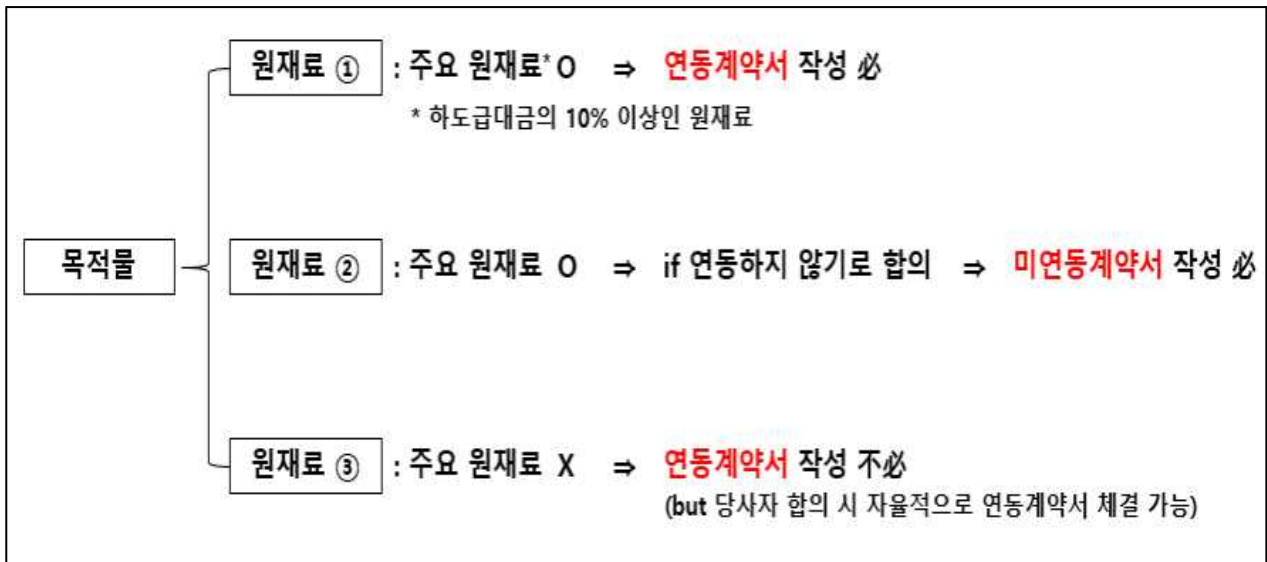 원재료 ① : 주요 원재료* O ⇒ 연동계약서 작성 必
* 하도급대금의 10% 이상인 원재료
목적물 원재료 ② : 주요 원재료 O ⇒ if 연동하지 않기로 합의 ⇒ 미연동계약서 작성 必
원재료 ③ : 주요 원재료 X ⇒ 연동계약서 작성 不必
(but 당사자 합의 시 자율적으로 연동계약서 체결 가능)